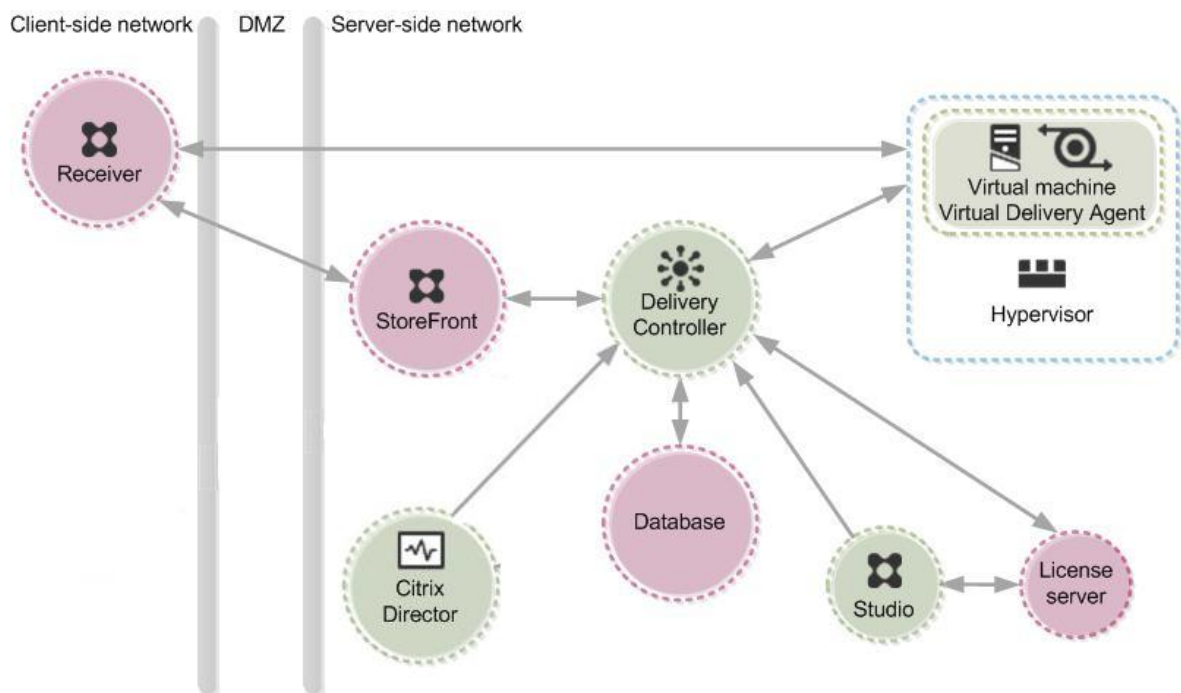 Client-side network
DMZ
Server-side network
Receiver
Virtual machine
Virtual Delivery Agent
Hypervisor
StoreFront
Delivery
Controller
Database
Citrix
Director
Studio
License
server